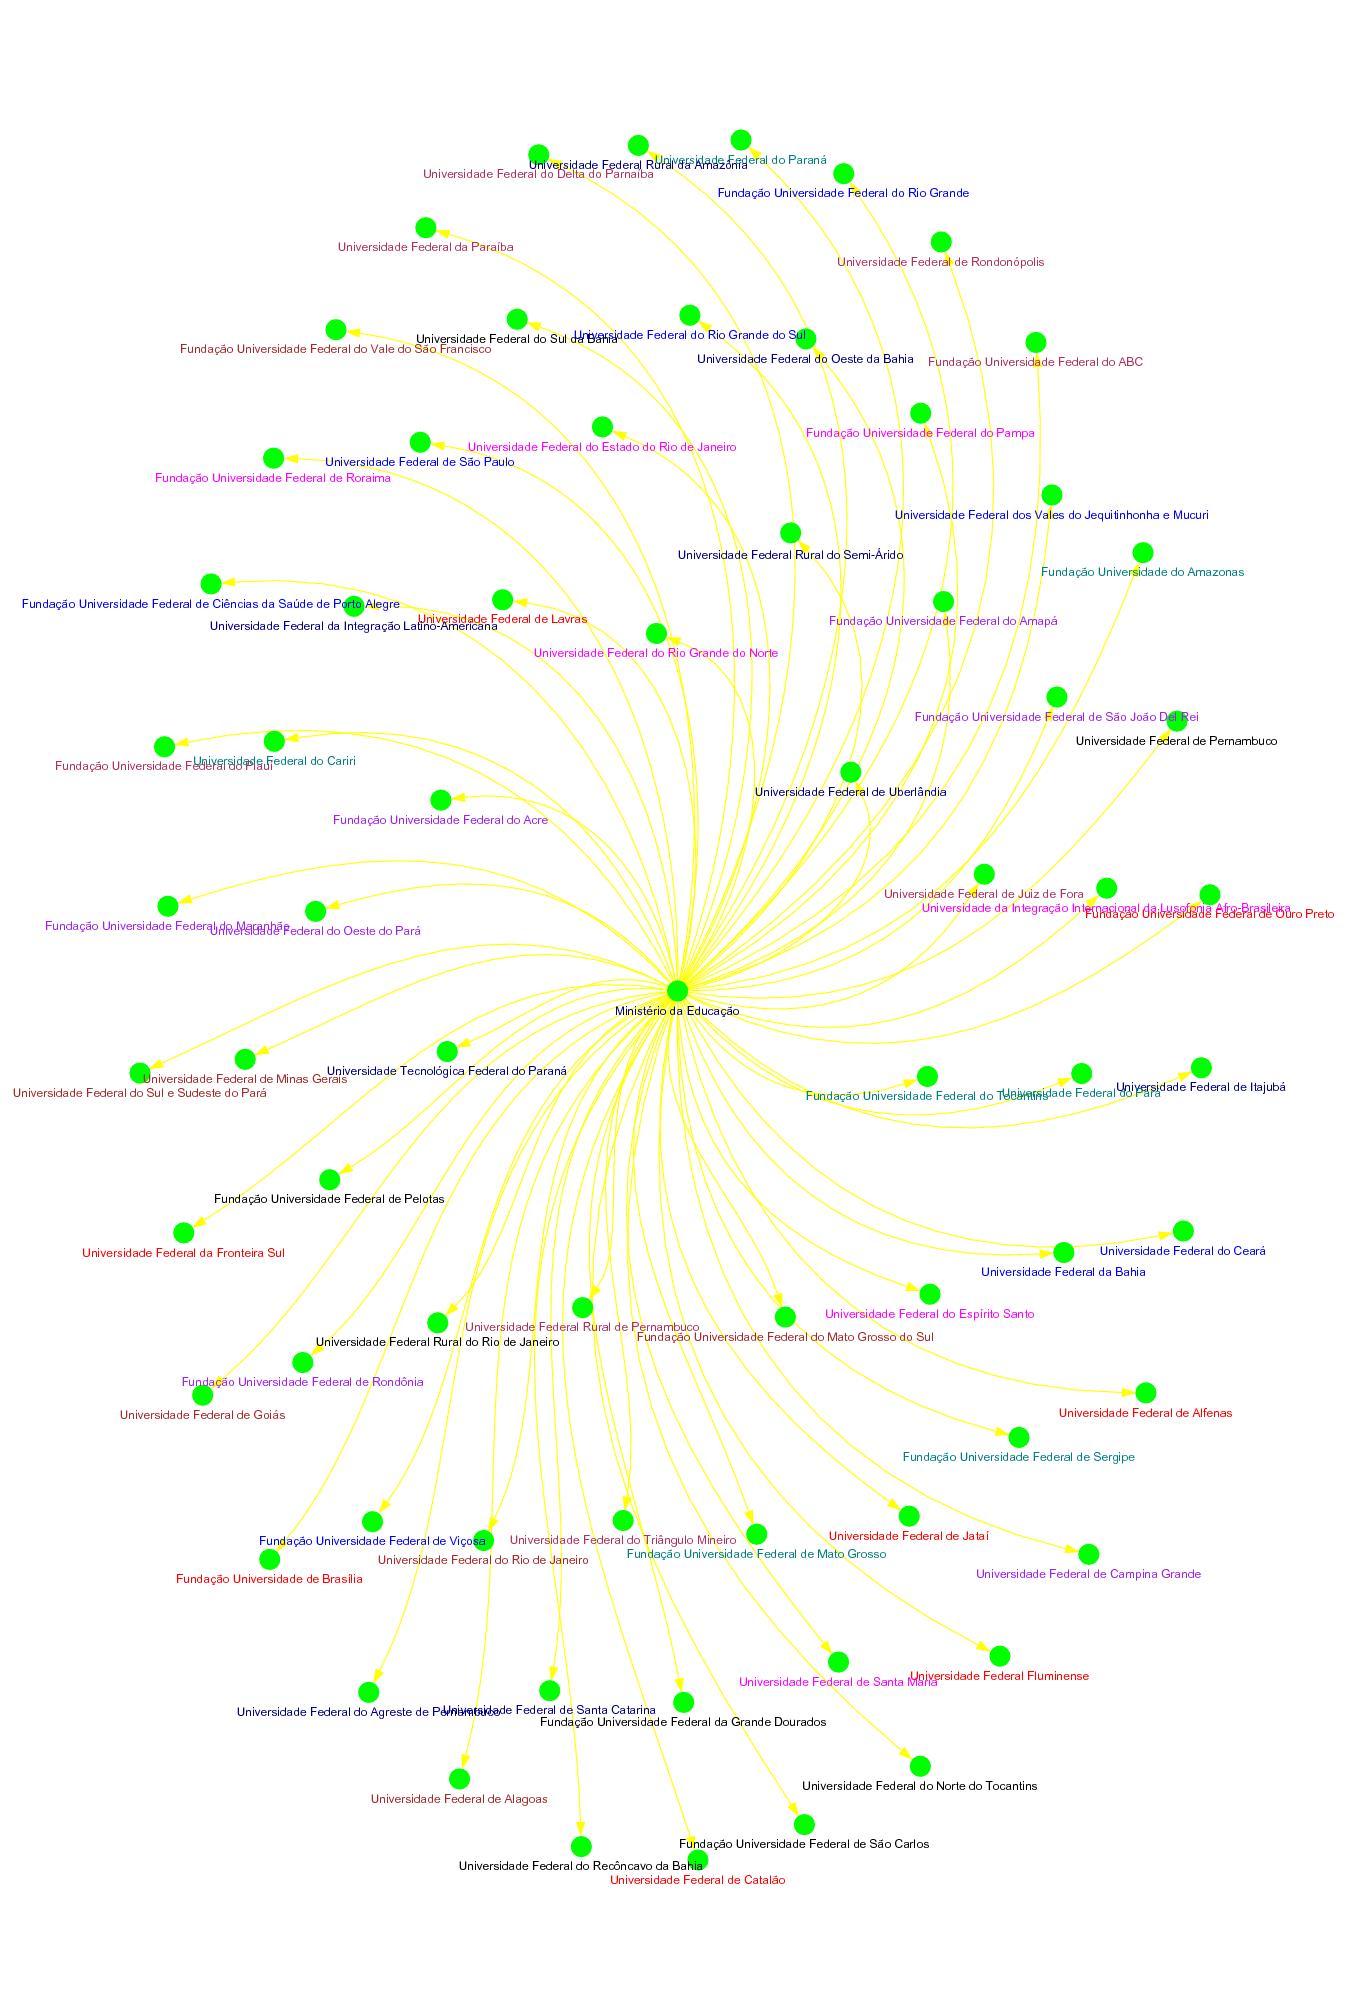 Universidade Federal do Paraná
Universidade Federal Rural da Amazônia
Universidade Federal do Delta do Parnaíba
Fundação Universidade Federal do Rio Grande
Universidade Federal da Paraíba
Universidade Federal de Rondonópolis
Universidade Federal do Rio Grande do Sul
Universidade Federal do Sul da Bahia
Fundação Universidade Federal do Vale do São Francisco
Universidade Federal do Oeste da Bahia
Fundação Universidade Federal do ABC
Fundação Universidade Federal do Pampa
Universidade Federal do Estado do Rio de Janeiro
Universidade Federal de São Paulo
Fundação Universidade Federal de Roraima
Universidade Federal dos Vales do Jequitinhonha e Mucuri
Universidade Federal Rural do Semi-Árido
Fundação Universidade do Amazonas
Fundação Universidade Federal de Ciências da Saúde de Porto Alegre
Universidade Federal de Lavras
Fundação Universidade Federal do Amapá
Universidade Federal da Integração Latino-Americana
Universidade Federal do Rio Grande do Norte
Fundação Universidade Federal de São João Del Rei
Universidade Federal de Pernambuco
Universidade Federal do Cariri
Fundação Universidade Federal do Piauí
Universidade Federal de Uberlândia
Fundação Universidade Federal do Acre
Universidade Federal de Juiz de Fora
Universidade da Integração Internacional da Lusofonia Afro-Brasileira
Fundação Universidade Federal de Ouro Preto
Fundação Universidade Federal do Maranhão
Universidade Federal do Oeste do Pará
Ministério da Educação
Universidade Tecnológica Federal do Paraná
Universidade Federal de Minas Gerais
Universidade Federal do Sul e Sudeste do Pará
Universidade Federal de Itajubá
Universidade Federal do Pará
Fundação Universidade Federal do Tocantins
Fundação Universidade Federal de Pelotas
Universidade Federal da Fronteira Sul
Universidade Federal do Ceará
Universidade Federal da Bahia
Universidade Federal do Espírito Santo
Universidade Federal Rural de Pernambuco
Fundação Universidade Federal do Mato Grosso do Sul
Universidade Federal Rural do Rio de Janeiro
Fundação Universidade Federal de Rondônia
Universidade Federal de Goiás
Universidade Federal de Alfenas
Fundação Universidade Federal de Sergipe
Universidade Federal de Jataí
Fundação Universidade Federal de Viçosa
Universidade Federal do Triângulo Mineiro
Fundação Universidade Federal de Mato Grosso
Universidade Federal do Rio de Janeiro
Universidade Federal de Campina Grande
Fundação Universidade de Brasília
Universidade Federal Fluminense
Universidade Federal de Santa Maria
Universidade Federal do Agreste de Pernambuco
Universidade Federal de Santa Catarina
Fundação Universidade Federal da Grande Dourados
Universidade Federal do Norte do Tocantins
Universidade Federal de Alagoas
Fundação Universidade Federal de São Carlos
Universidade Federal do Recôncavo da Bahia
Universidade Federal de Catalão